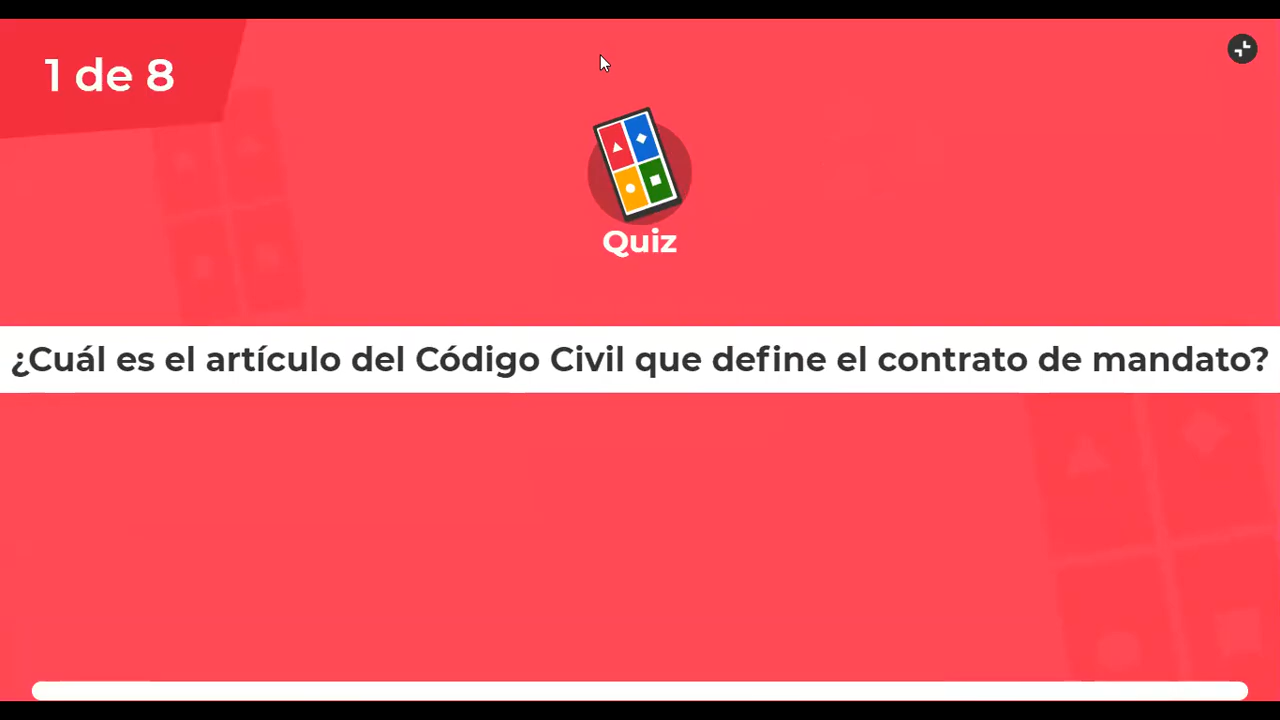 1 de 8
Quiz
¿Cuál es el artículo del Código Civil que define el contrato de mandato?